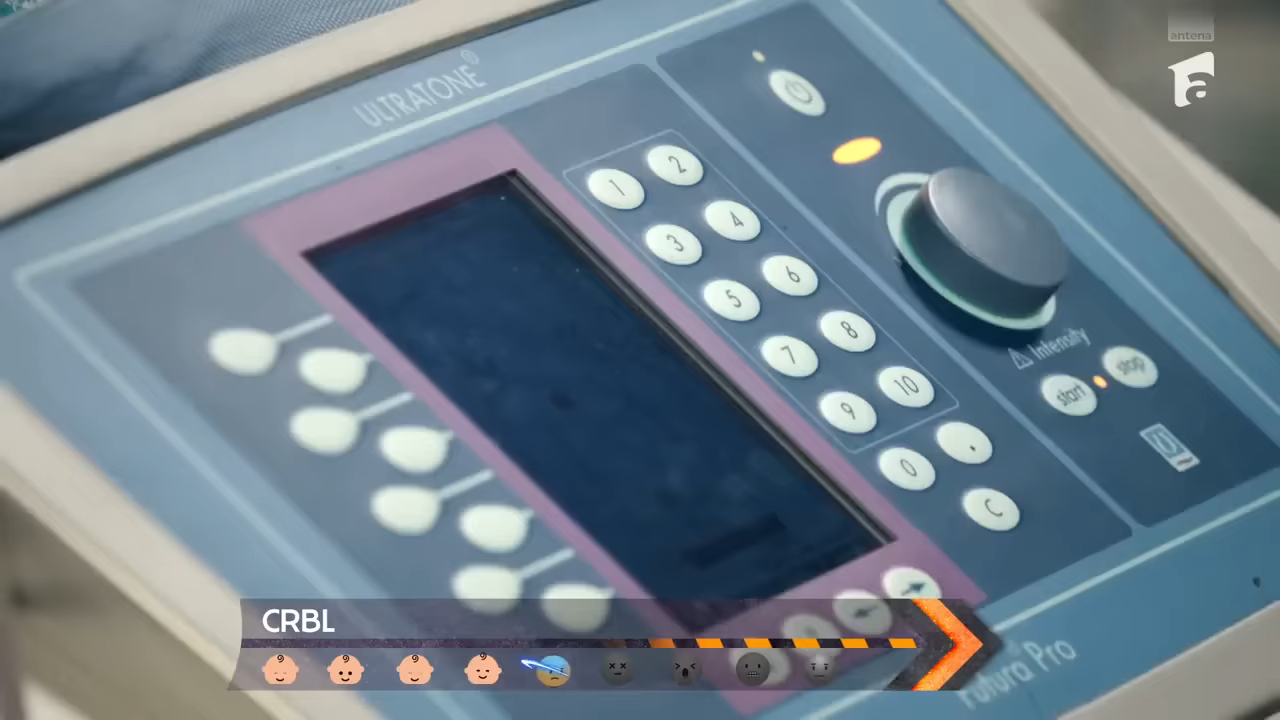 antena
a
ULTRATONE®
1 2
3 4
5 6
7 8
9 10
0 .
C
Intensity
start stop
CRBL
Futura Pro